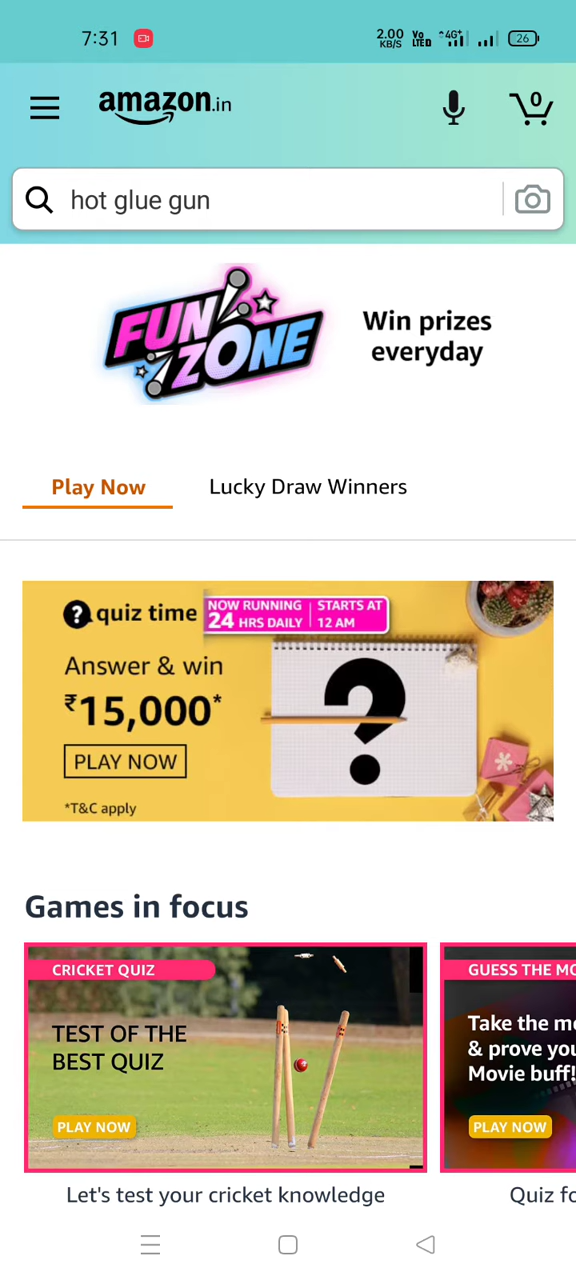 7:31
2.00
KB/S
Vo
LTED
4G+
26
amazon.in
0
hot glue gun
FUN
ZONE
Win prizes
everyday
Play Now
Lucky Draw Winners
? quiz time
NOW RUNNING
24 HRS DAILY
STARTS AT
12 AM
Answer & win
₹15,000*
PLAY NOW
*T&C apply
?
Games in focus
CRICKET QUIZ
TEST OF THE
BEST QUIZ
PLAY NOW
Let's test your cricket knowledge
GUESS THE
Take the
& prove
Movie buff!
PLAY NOW
Quiz